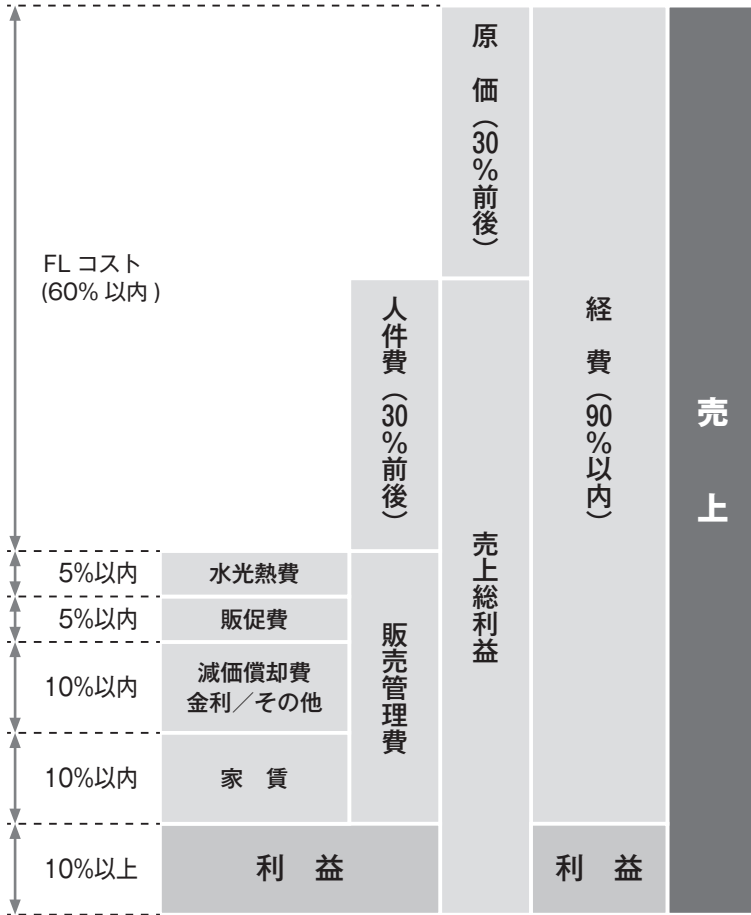 FL コスト
(60% 以内 )
5%以内
5%以内
10%以内
10%以内
10%以上
水光熱費
販促費
減価償却費
金利／その他
家　賃
利　益
人件費（30%前後）
販売管理費
原　価（30%前後）
売上総利益
経　費（90%以内）
利　益
売　上